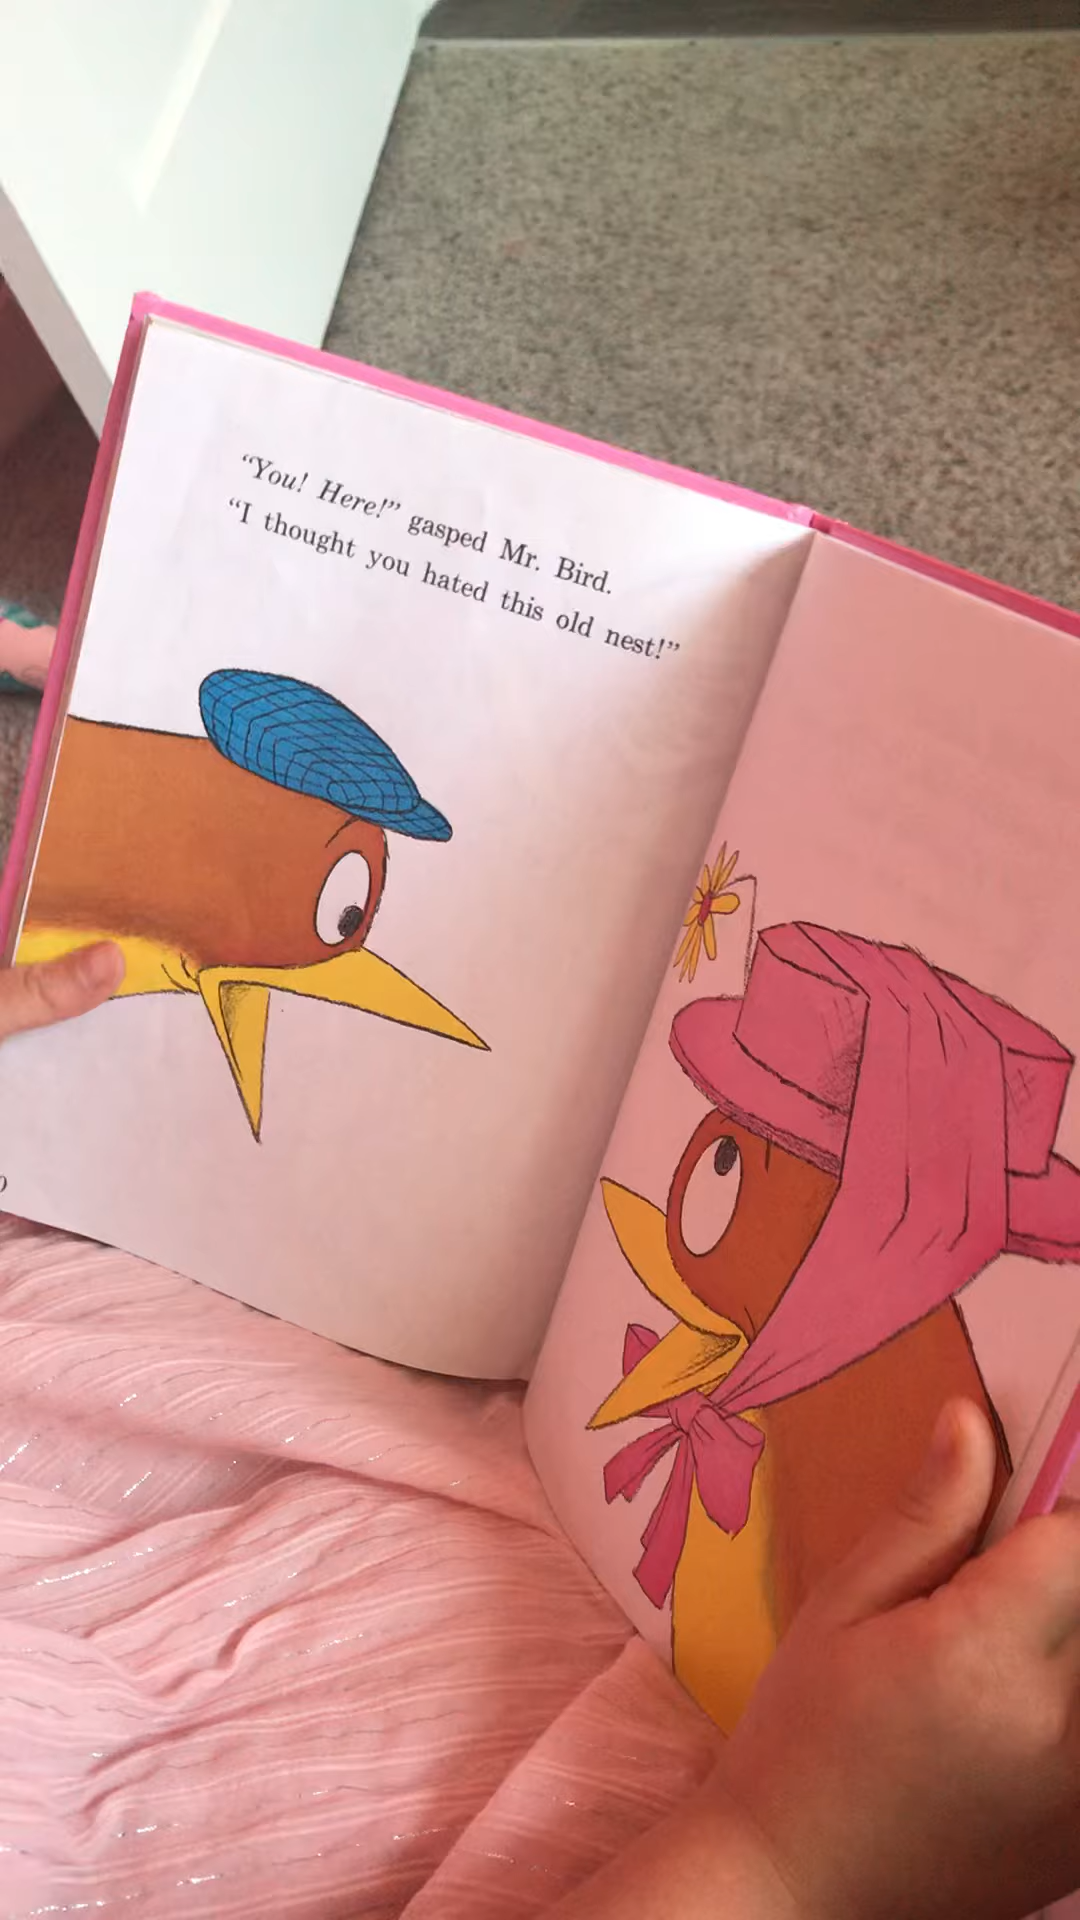 “You! Here!” gasped Mr. Bird.
“I thought you hated this old nest!”